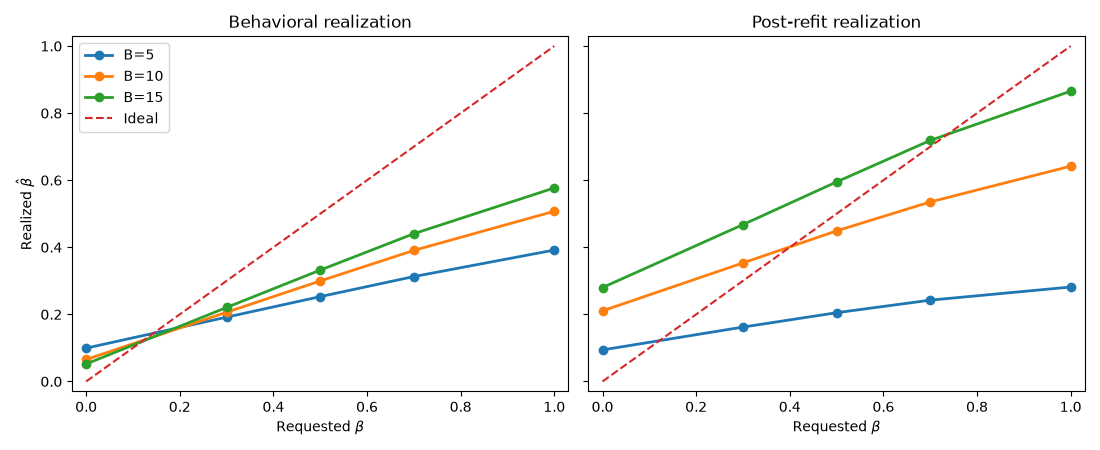 Behavioral realization
B=5
B=10
B=15
Ideal
Realized β̂
1.0
0.8
0.6
0.4
0.2
0.0
0.0 0.2 0.4 0.6 0.8 1.0
Requested β
Post-refit realization
0.0 0.2 0.4 0.6 0.8 1.0
Requested β